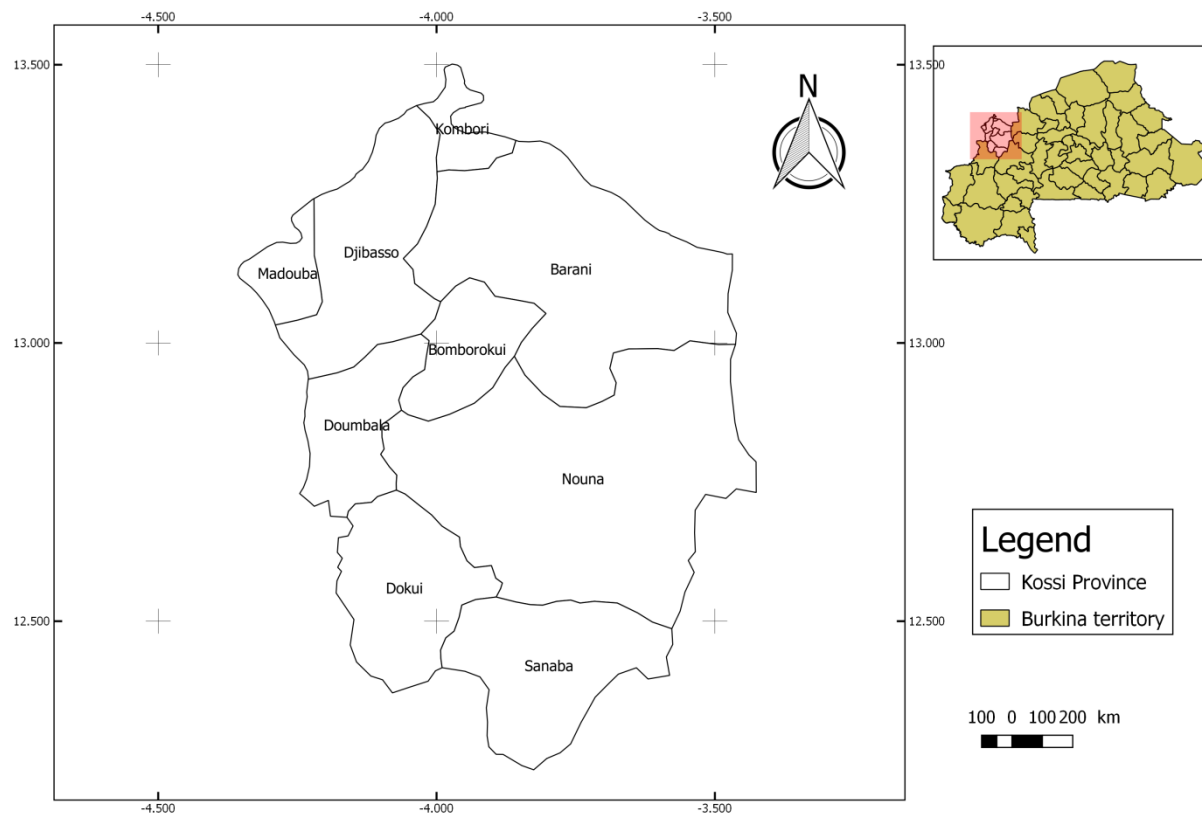 -4.500 -4.000 -3.500
13.500 13.500
N
Kombori
Djibasso
Madouba
Barani
13.000 13.000
Bomborokui
Doumbala
Nouna
Dokui
Sanaba
12.500 12.500
-4.500 -4.000 -3.500
Legend
Kossi Province
Burkina territory
100 0 100 200 km